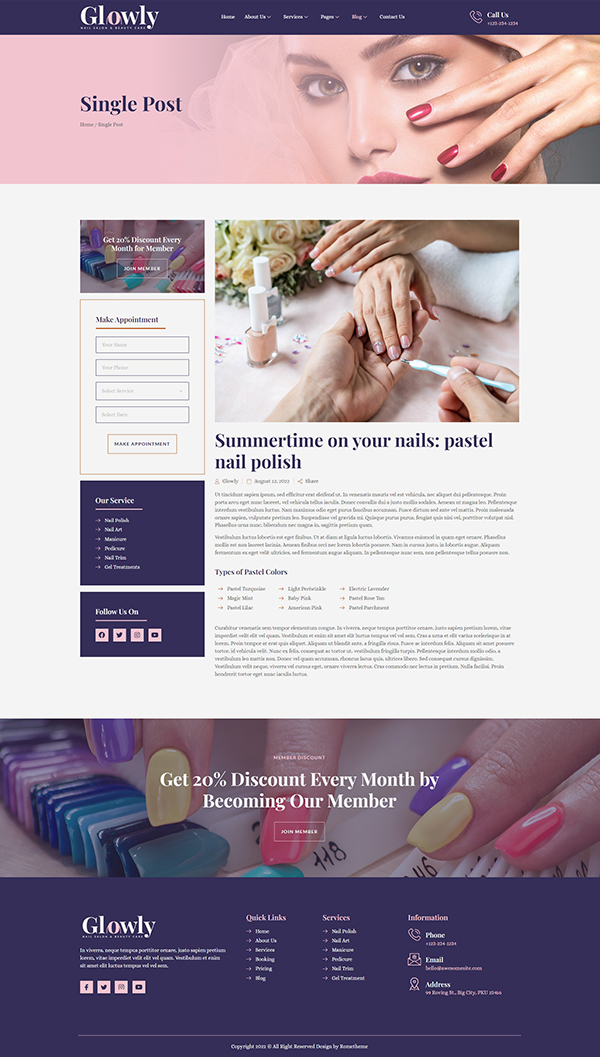 Glowly
NAIL SALON & BEAUTY CARE
Home
About Us
Services
Pages
Blog
Contact Us
Call Us
+123-234-1234
Single Post
Home / Single Post
Get 20% Discount Every
Month for Member
JOIN MEMBER
Make Appointment
Your Name
Your Phone
Select Service
Select Date
MAKE APPOINTMENT
Our Service
Nail Polish
Nail Art
Manicure
Pedicure
Nail Trim
Gel Treatments
Follow Us On
Summertime on your nails: pastel
nail polish
Glowly
August 12, 2022
Share
Ut tincidunt sapien ipsum, sed efficitur erat eleifend ut. In venenatis mauris vel est vehicula, nec aliquet dui pellentesque. Proin
porta arcu eget nunc laoreet, vel vehicula tellus iaculis. Donec convallis dui a justo mollis sodales. Aenean ut magna leo. Pellentesque
interdum vestibulum luctus. Nam maximus odio eget purus faucibus accumsan. Fusce dictum sed ante vel mattis. Proin malesuada
ornare sapien, vulputate pretium leo. Suspendisse vel gravida mi. Quisque purus purus, feugiat quis nisi vel, porttitor volutpat nisl.
Phasellus urna nunc, bibendum nec magna in, sagittis pretium quam.
Vestibulum luctus lobortis est eget finibus. Ut at diam at ligula luctus lobortis. Vivamus euismod in quam eget ornare. Phasellus
mollis est non laoreet lacinia. Aenean finibus orci nec lorem lobortis posuere. Nam in cursus justo, in lobortis augue. Aliquam
fermentum ex eget velit ultricies, sed fermentum augue aliquam. In pellentesque nunc sem, non pellentesque tellus posuere non.
Types of Pastel Colors
Pastel Turquoise
Light Periwinkle
Electric Lavender
Magic Mint
Baby Pink
Pastel Rose Tan
Pastel Lilac
American Pink
Pastel Parchment
Curabitur venenatis sem tempor elementum congue. In viverra, neque tempus porttitor ornare, justo sapien pretium lorem, vitae
imperdiet velit elit vel quam. Vestibulum et enim sit amet elit luctus tempus vel vel sem. Cras a urna et elit varius scelerisque in at
lorem. Proin tempor at erat quis aliquet. Aliquam ut blandit ante, a fringilla risus. Fusce ac lobortis elit. Aliquam sit amet posuere
tortor, id vehicula velit. Nunc ex felis, consequat ac tortor ut, vestibulum fringilla turpis. Pellentesque interdum mollis odio, a
vestibulum leo mattis non. Donec vel quam accumsan, rhoncus lacus quis, ultrices libero. Sed consequat cursus dignissim.
Vestibulum velit neque, viverra vel cursus eget, ornare viverra lectus. Cras commodo nec lectus in pretium. Nulla facilisi. Proin
hendrerit tortor eget nunc iaculis luctus.
MEMBER DISCOUNT
Get 20% Discount Every Month by
Becoming Our Member
JOIN MEMBER
118
Glowly
NAIL SALON & BEAUTY CARE
In viverra, neque tempus porttitor ornare, justo sapien pretium
lorem, vitae imperdiet velit elit vel quam. Vestibulum et enim
sit amet elit luctus tempus vel vel sem.
Quick Links
Home
About Us
Services
Booking
Pricing
Blog
Services
Nail Polish
Nail Art
Manicure
Pedicure
Nail Trim
Gel Treatment
Information
Phone
+123-234-1234
Email
hello@awesomesite.com
Address
99 Roving St., Big City, PKU 23456
Copyright 2022 © All Right Reserved Design by Rometheme